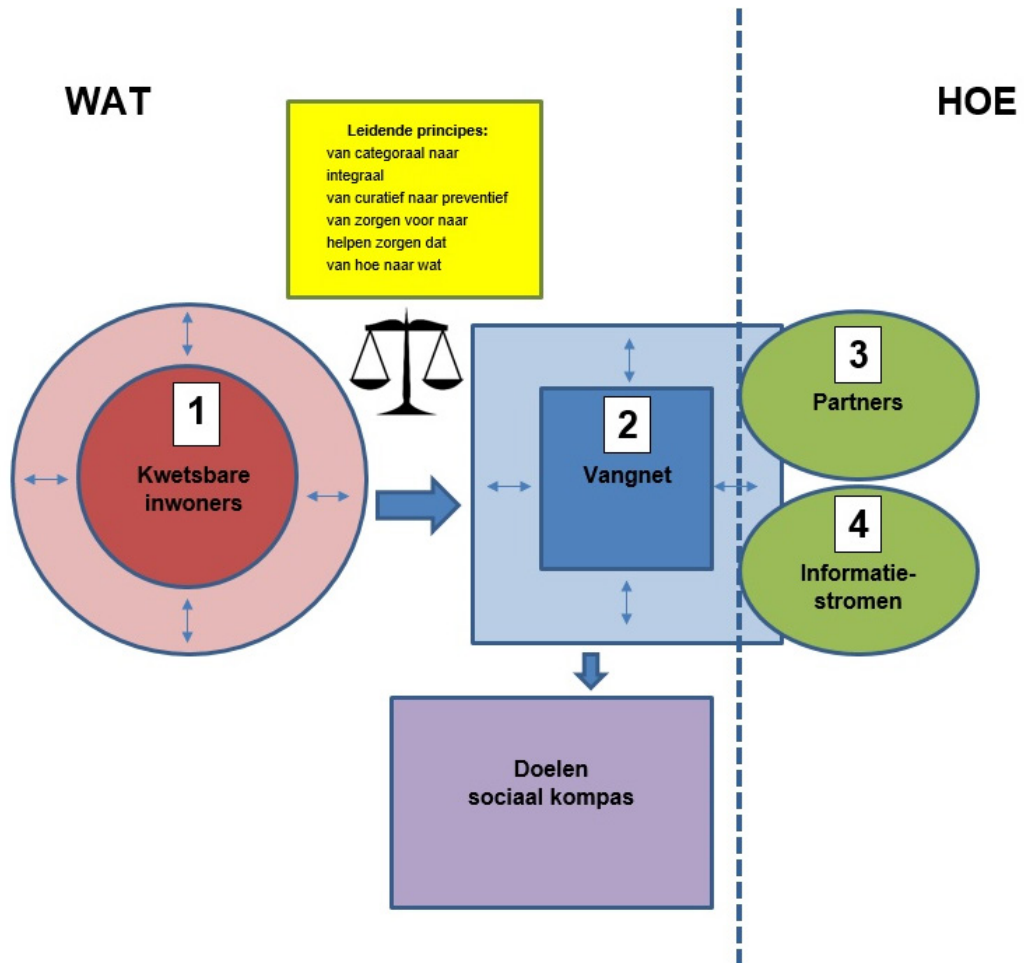 WAT
HOE
Leidende principes:
van categoraal naar
integraal
van curatief naar preventief
van zorgen voor naar
helpen zorgen dat
van hoe naar wat
1
Kwetsbare
inwoners
2
Vangnet
3
Partners
4
Informatie-
stromen
Doelen
sociaal kompas